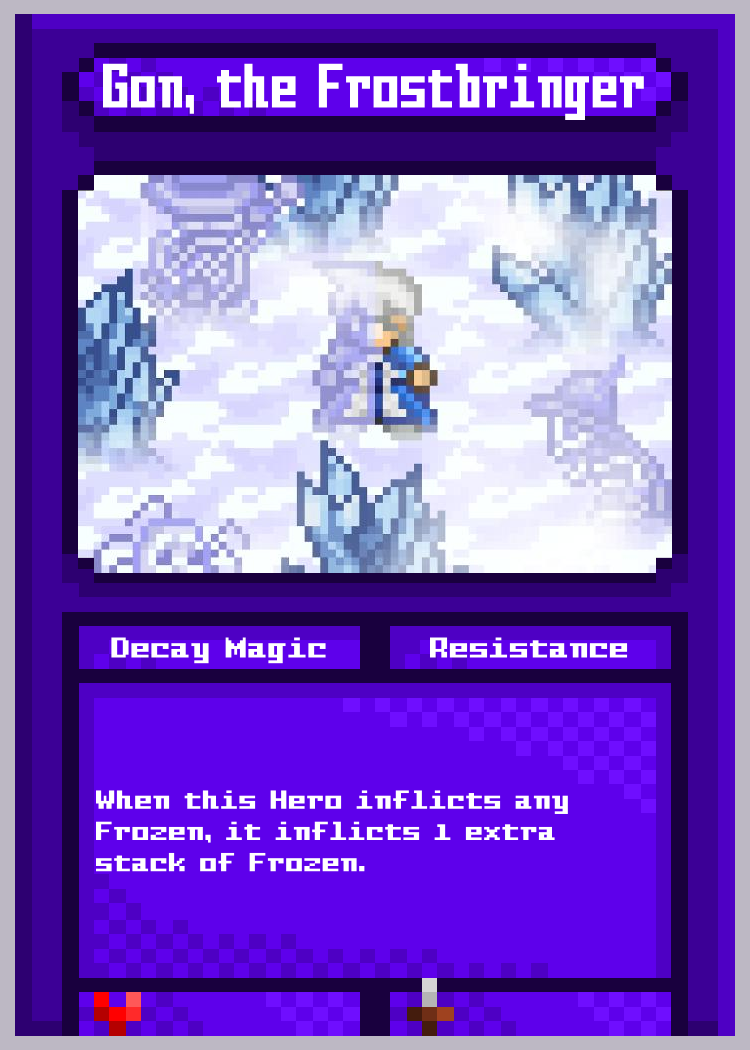 Gon, the Frostbringer
Decay Magic
Resistance
When this Hero inflicts any
Frozen, it inflicts 1 extra
stack of Frozen.